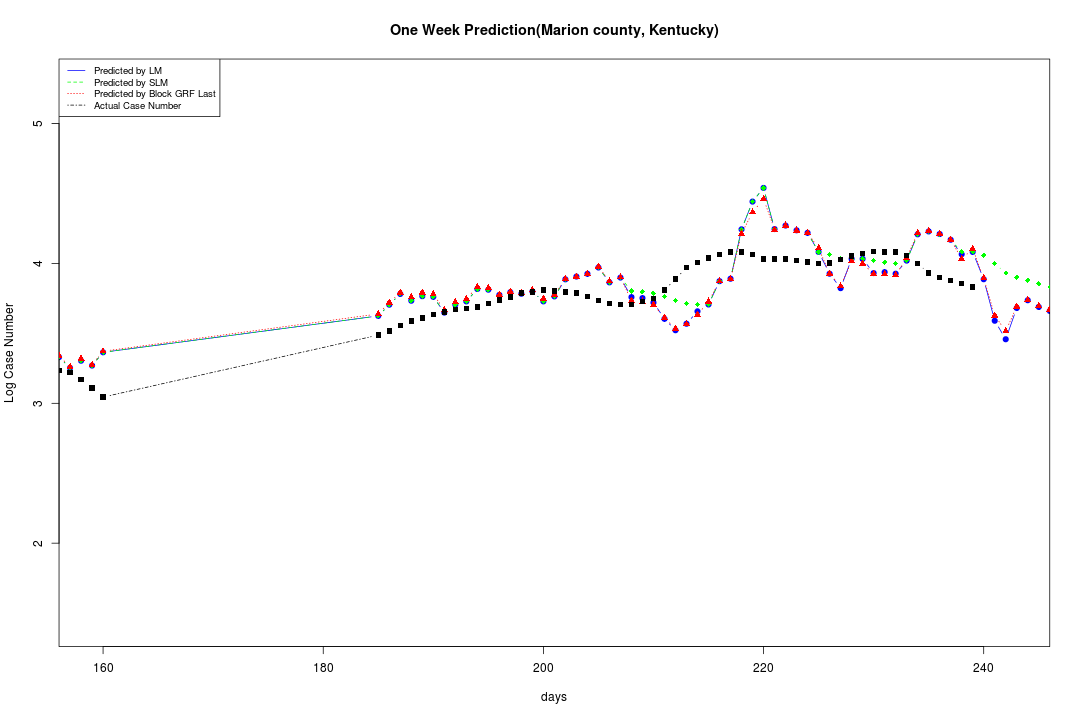 One Week Prediction(Marion county, Kentucky)
Predicted by LM
Predicted by SLM
Predicted by Block GRF Last
Actual Case Number
5
4
3
2
Log Case Number
160 180 200 220 240
days